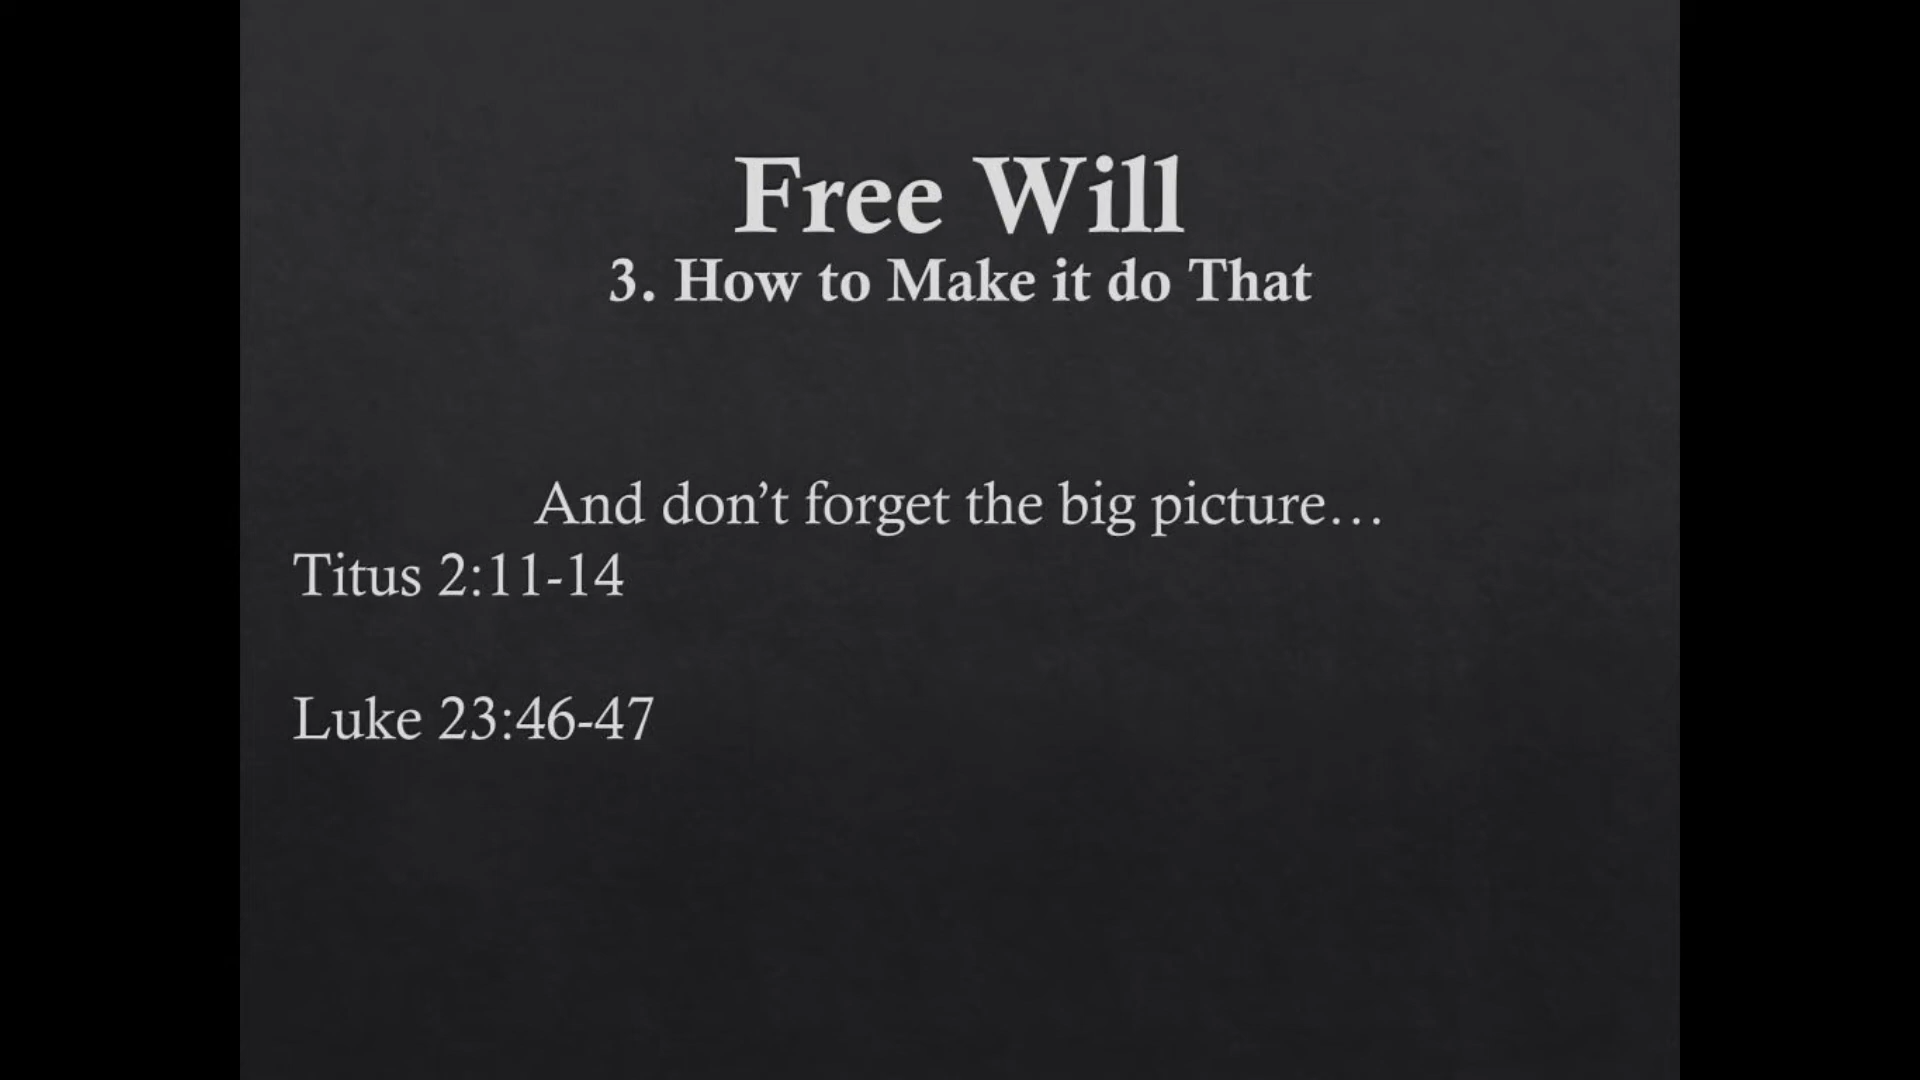 Free Will
3. How to Make it do That
And don’t forget the big picture…
Titus 2:11-14
Luke 23:46-47